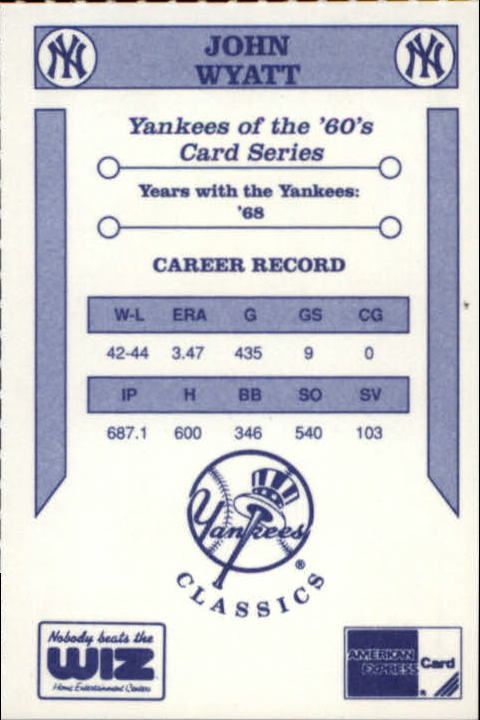 NY
JOHN
NY
WYATT
Yankees of the '60's
Card Series
Years with the Yankees:
'68
CAREER RECORD
W-L ERA G GS CG
42-44 3.47 435 9 0
IP H BB SO SV
687.1 600 346 540 103
Yankees
®
CLASSICS
Nobody beats the
WIZ
Home Entertainment Centers
AMERICAN
EXPRESS
Card
®